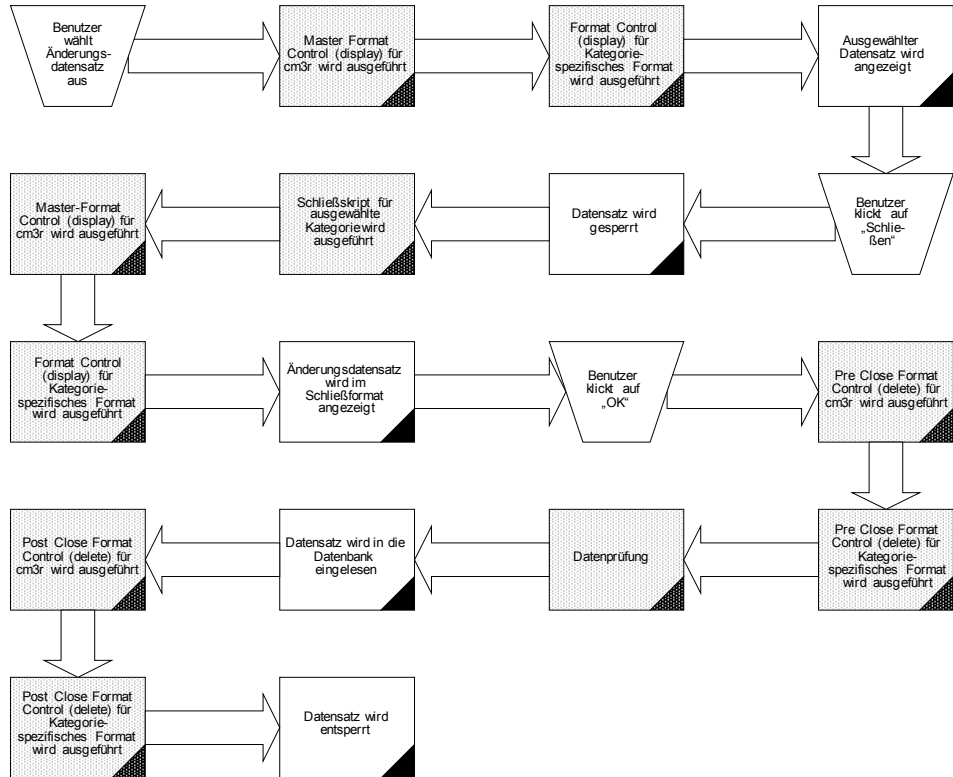 Benutzer
wählt
Änderungs-
datensatz
aus
Master Format
Control (display) für
cm3r wird ausgeführt
Format Control
(display) für
Kategorie-
spezifisches Format
wird ausgeführt
Ausgewählter
Datensatz wird
angezeigt
Benutzer
klickt auf
„Schlie-
ßen“
Datensatz wird
gesperrt
Schließskript für
ausgewählte
Kategorie wird
ausgeführt
Master-Format
Control (display) für
cm3r wird ausgeführt
Format Control
(display) für
Kategorie-
spezifisches Format
wird ausgeführt
Änderungsdatensatz
wird im
Schließformat
angezeigt
Benutzer
klickt auf
„OK“
Pre Close Format
Control (delete) für
cm3r wird ausgeführt
Pre Close Format
Control (delete) für
Kategorie-
spezifisches Format
wird ausgeführt
Datenprüfung
Datensatz wird in die
Datenbank
eingelesen
Post Close Format
Control (delete) für
cm3r wird ausgeführt
Post Close Format
Control (delete) für
Kategorie-
spezifisches Format
wird ausgeführt
Datensatz wird
entsperrt